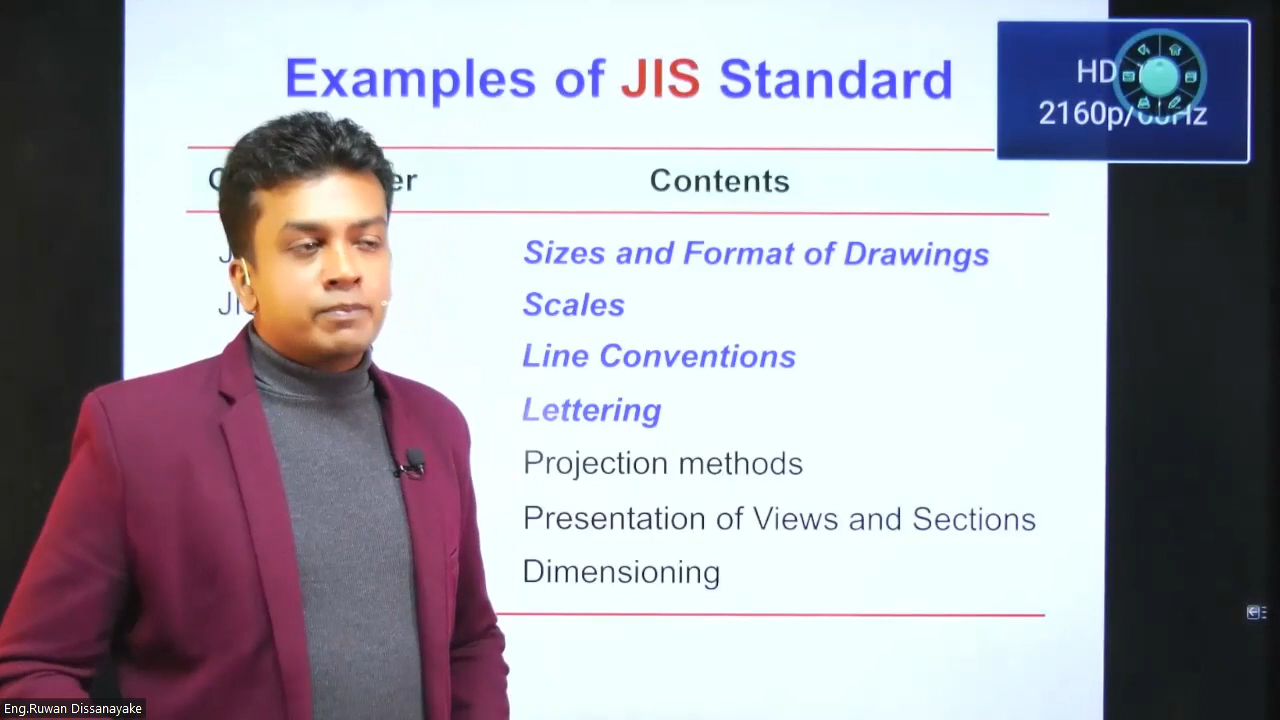 Examples of JIS Standard
HD
2160p/60Hz
Contents
Sizes and Format of Drawings
Scales
Line Conventions
Lettering
Projection methods
Presentation of Views and Sections
Dimensioning
Eng.Ruwan Dissanayake